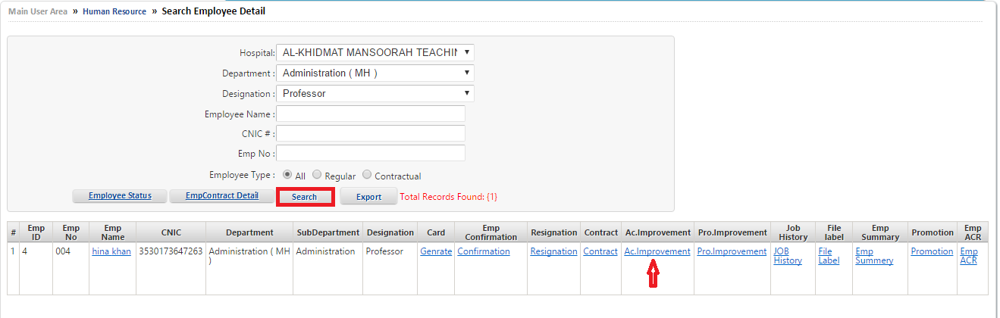 Main User Area » Human Resource » Search Employee Detail
Hospital: AL-KHIDMAT MANSOORAH TEACHIN
Department : Administration ( MH )
Designation : Professor
Employee Name :
CNIC # :
Emp No :
Employee Type : All Regular Contractual
Employee Status EmpContract Detail Search Export Total Records Found: {1}
# Emp ID Emp No Emp Name CNIC Department SubDepartment Designation Card Emp Confirmation Resignation Contract Ac.Improvement Pro.Improvement Job History File label Emp Summary Promotion Emp ACR
1 4 004 hina khan 3530173647263 Administration ( MH ) Administration Professor Genrate Confirmation Resignation Contract Ac.Improvement Pro.Improvement JOB History File Label Emp Summery Promotion Emp ACR